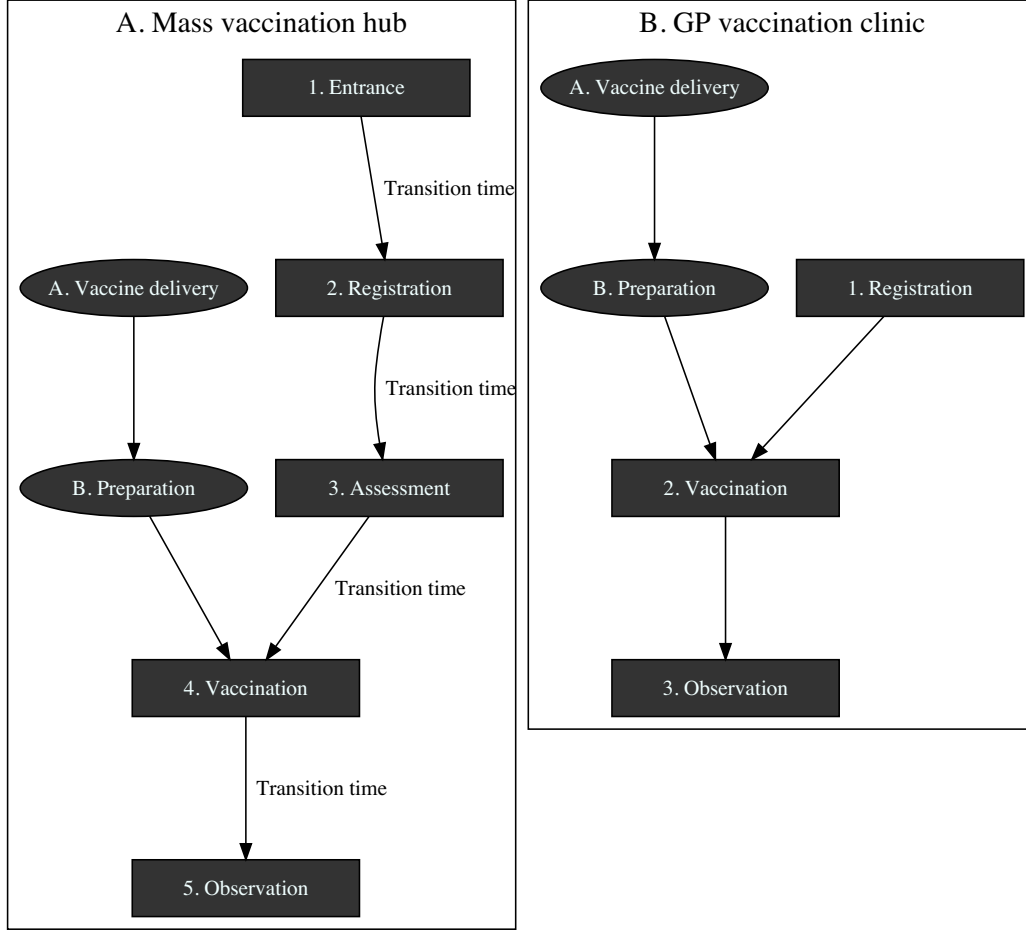 A. Mass vaccination hub
1. Entrance
Transition time
A. Vaccine delivery
2. Registration
Transition time
B. Preparation
3. Assessment
Transition time
4. Vaccination
Transition time
5. Observation
B. GP vaccination clinic
A. Vaccine delivery
B. Preparation
1. Registration
2. Vaccination
3. Observation